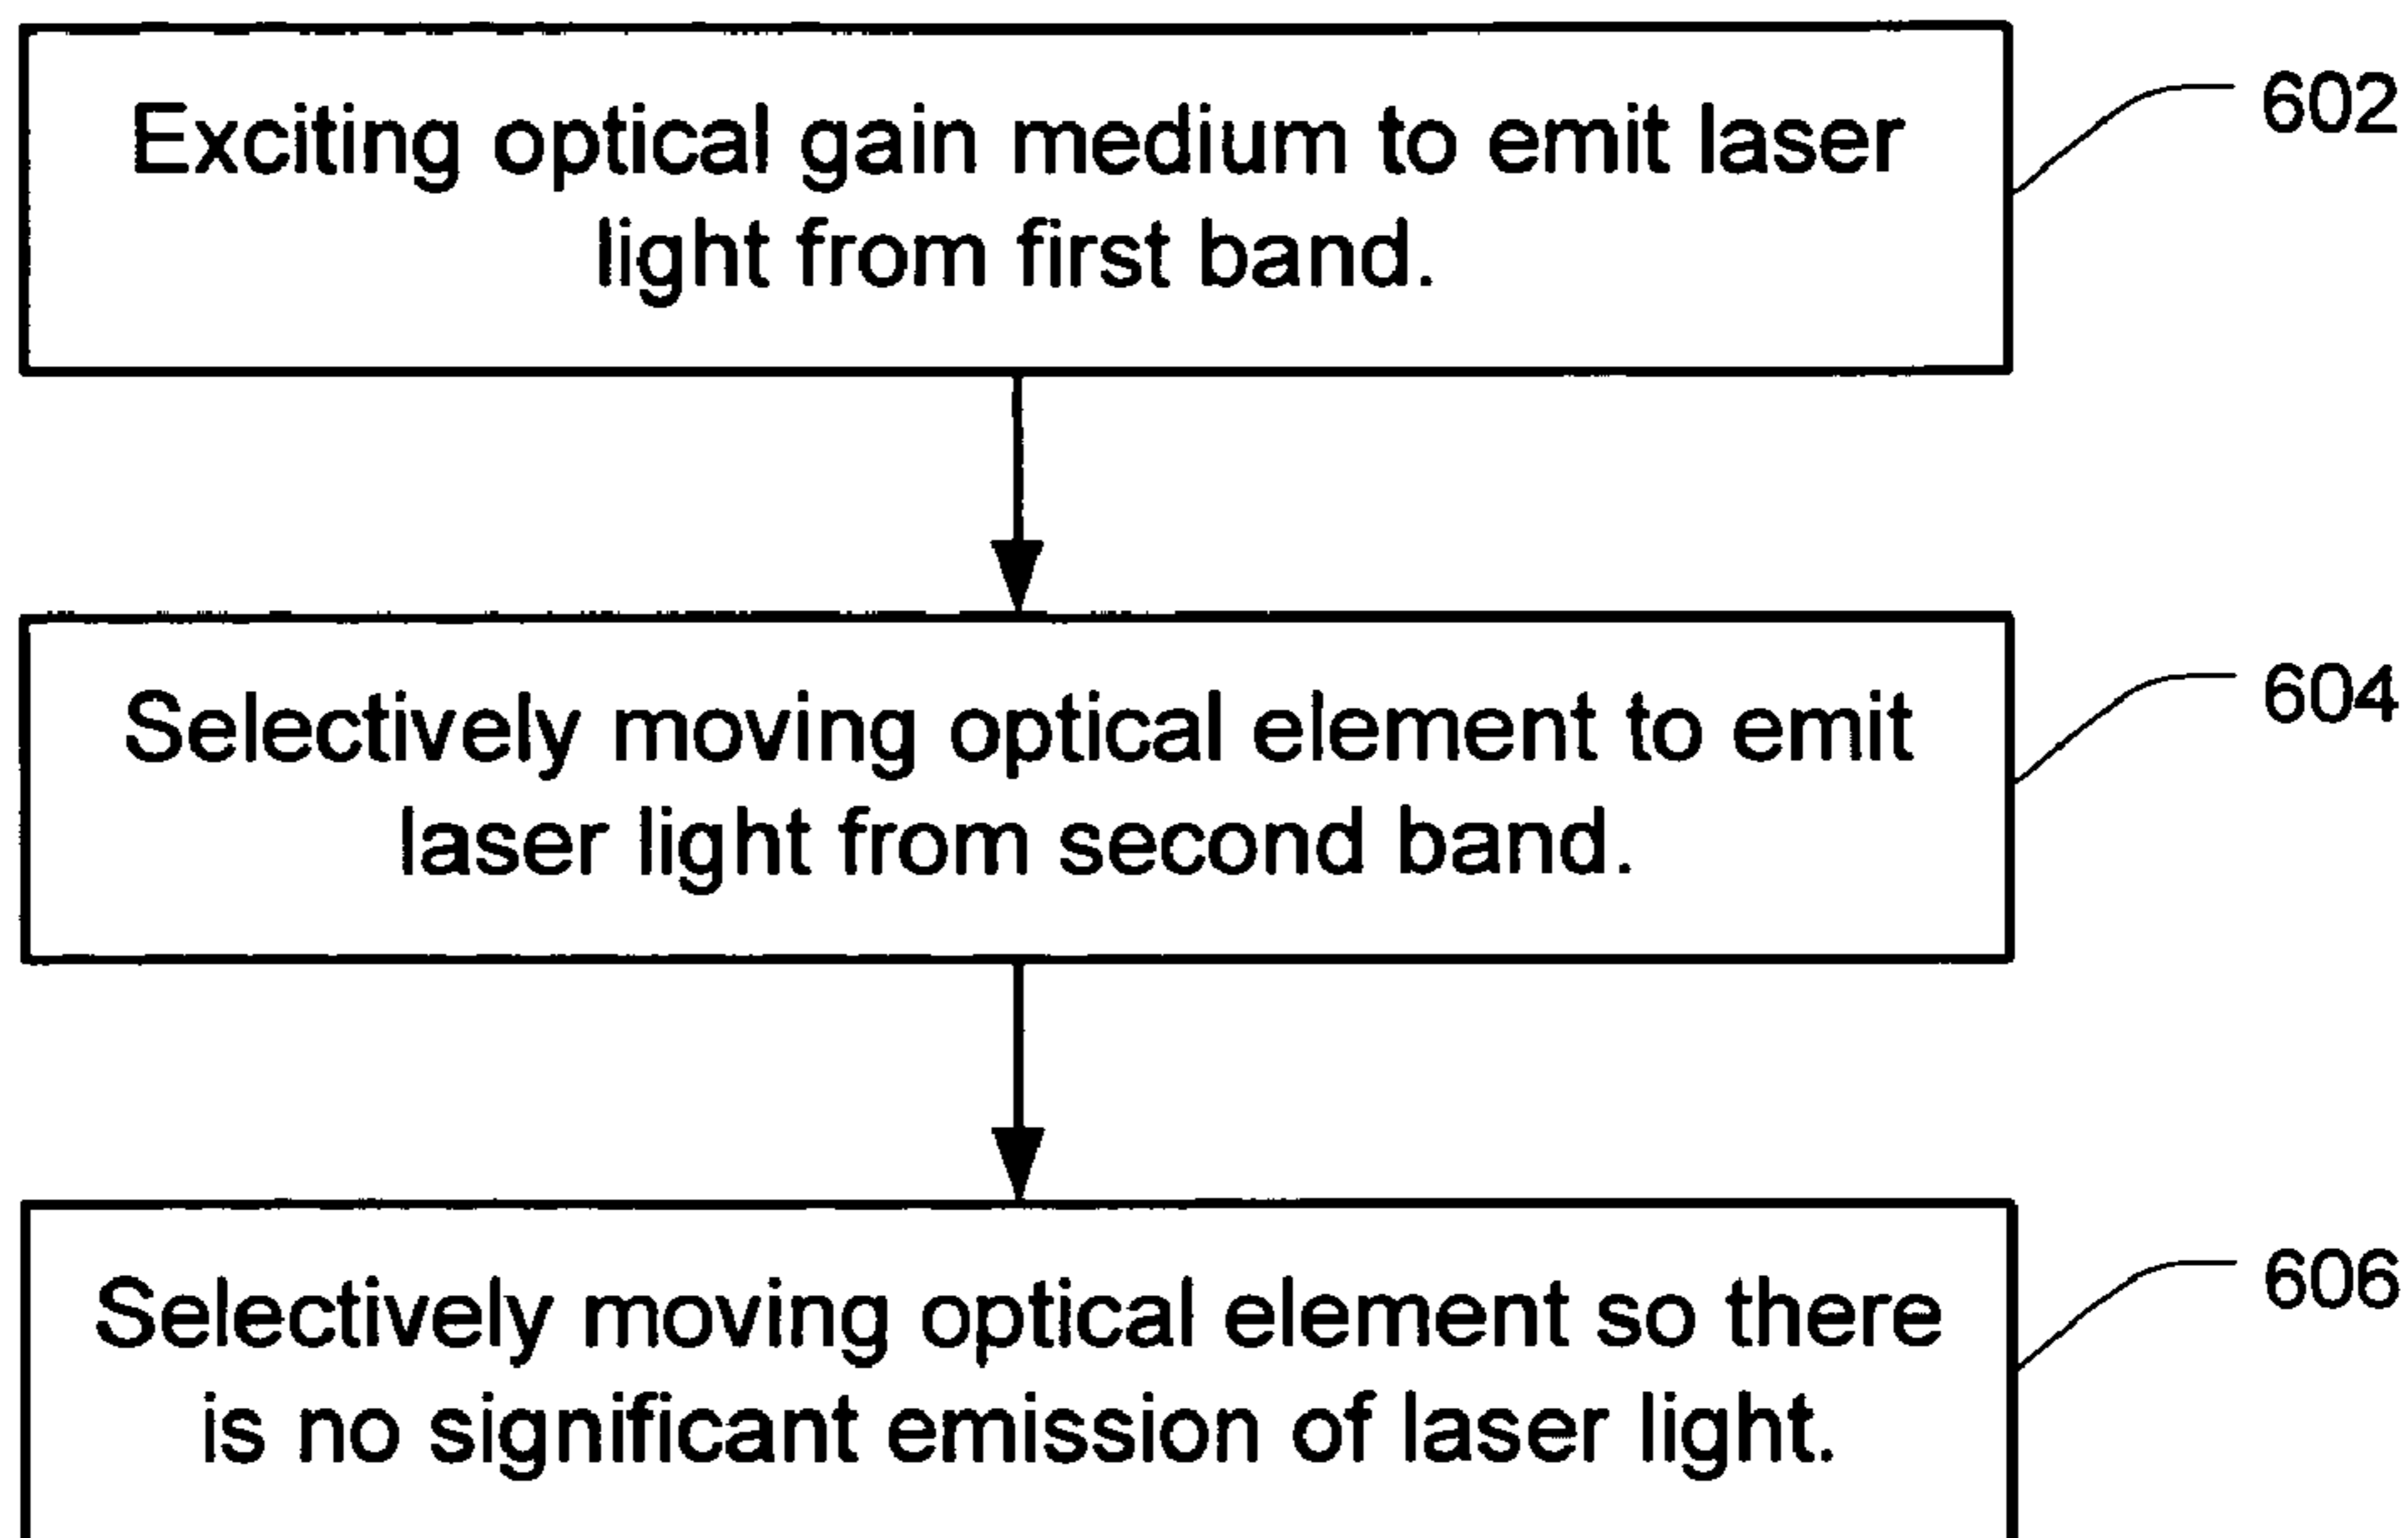 Exciting optical gain medium to emit laser
light from first band.
602
Selectively moving optical element to emit
laser light from second band.
604
Selectively moving optical element so there
is no significant emission of laser light.
606